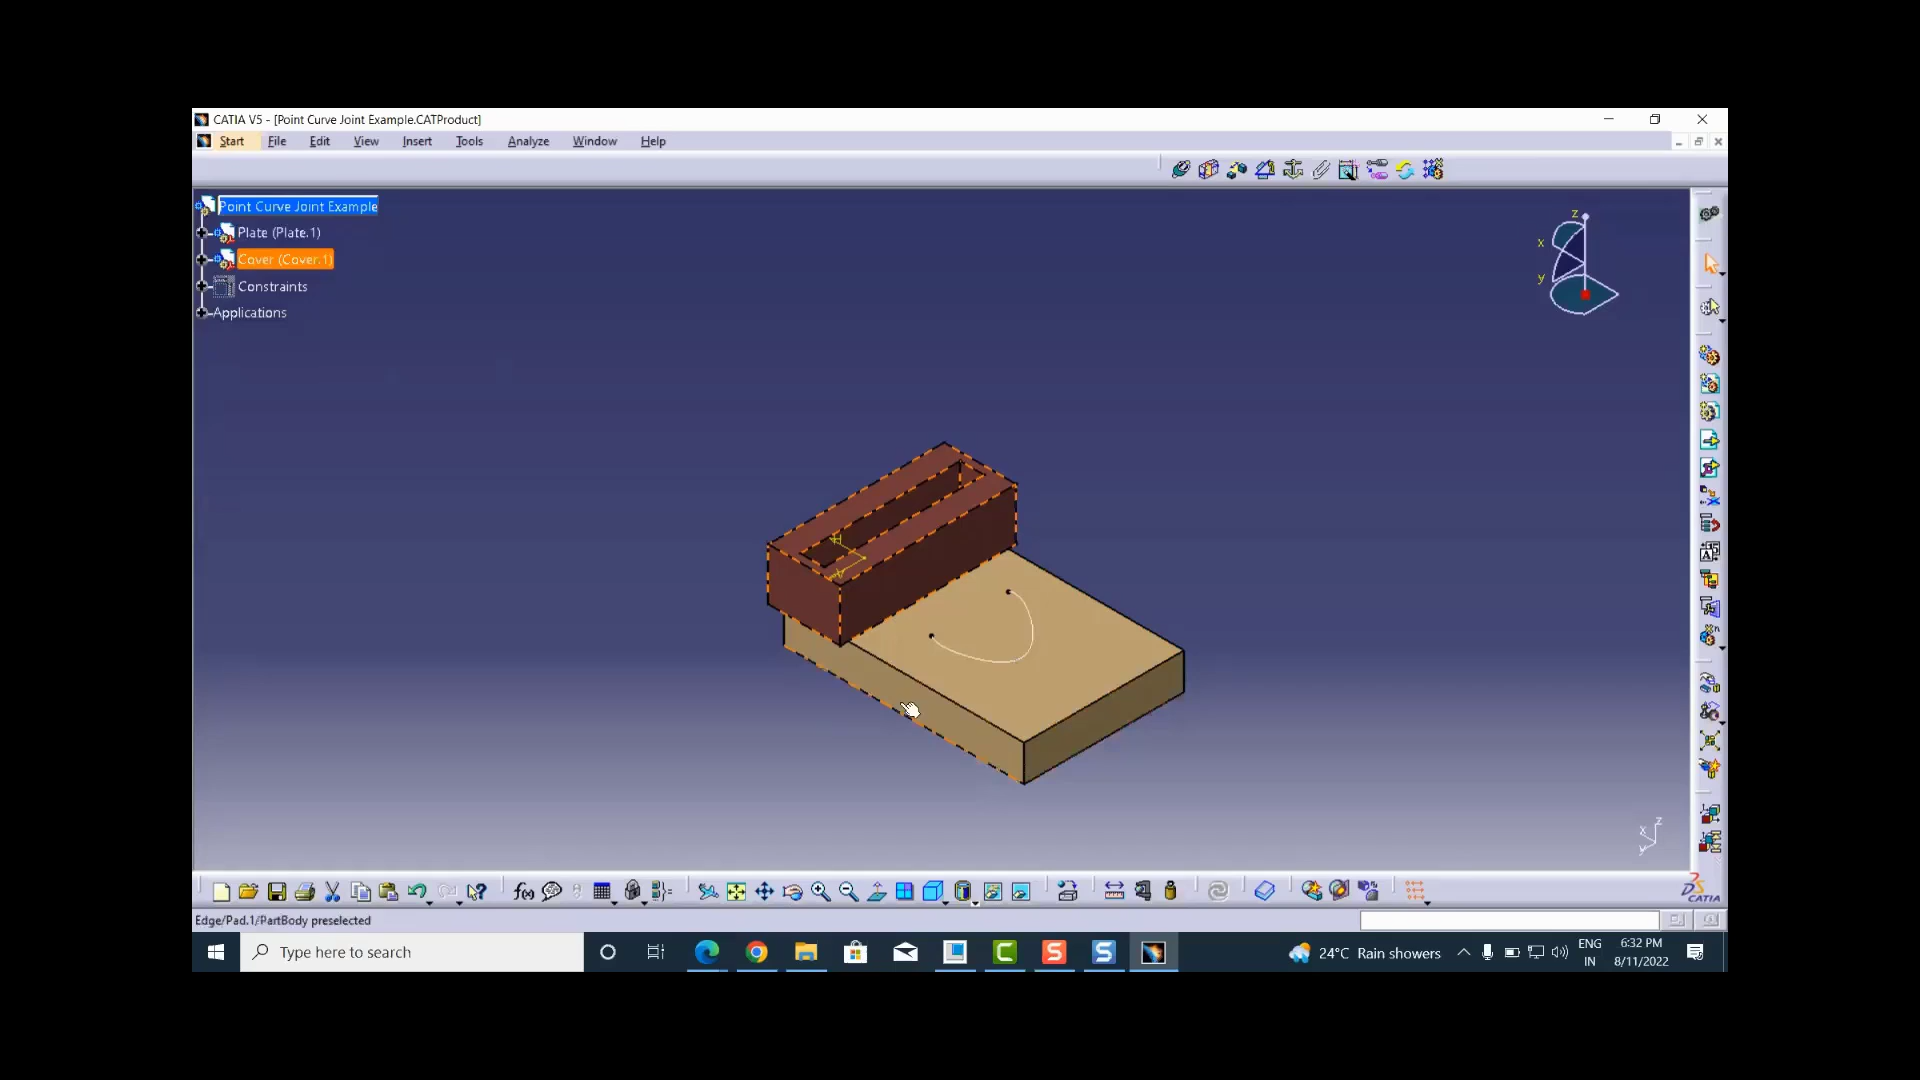 CATIA V5 - [Point Curve Joint Example.CATProduct]
Start File Edit View Insert Tools Analyze Window Help
Point Curve Joint Example
Plate (Plate.1)
Cover (Cover.1)
Constraints
Applications
z
x
y
H
V
z
x
y
f(x)
CATIA
Edge/Pad.1/PartBody preselected
Type here to search
24°C Rain showers
ENG
IN
6:32 PM
8/11/2022